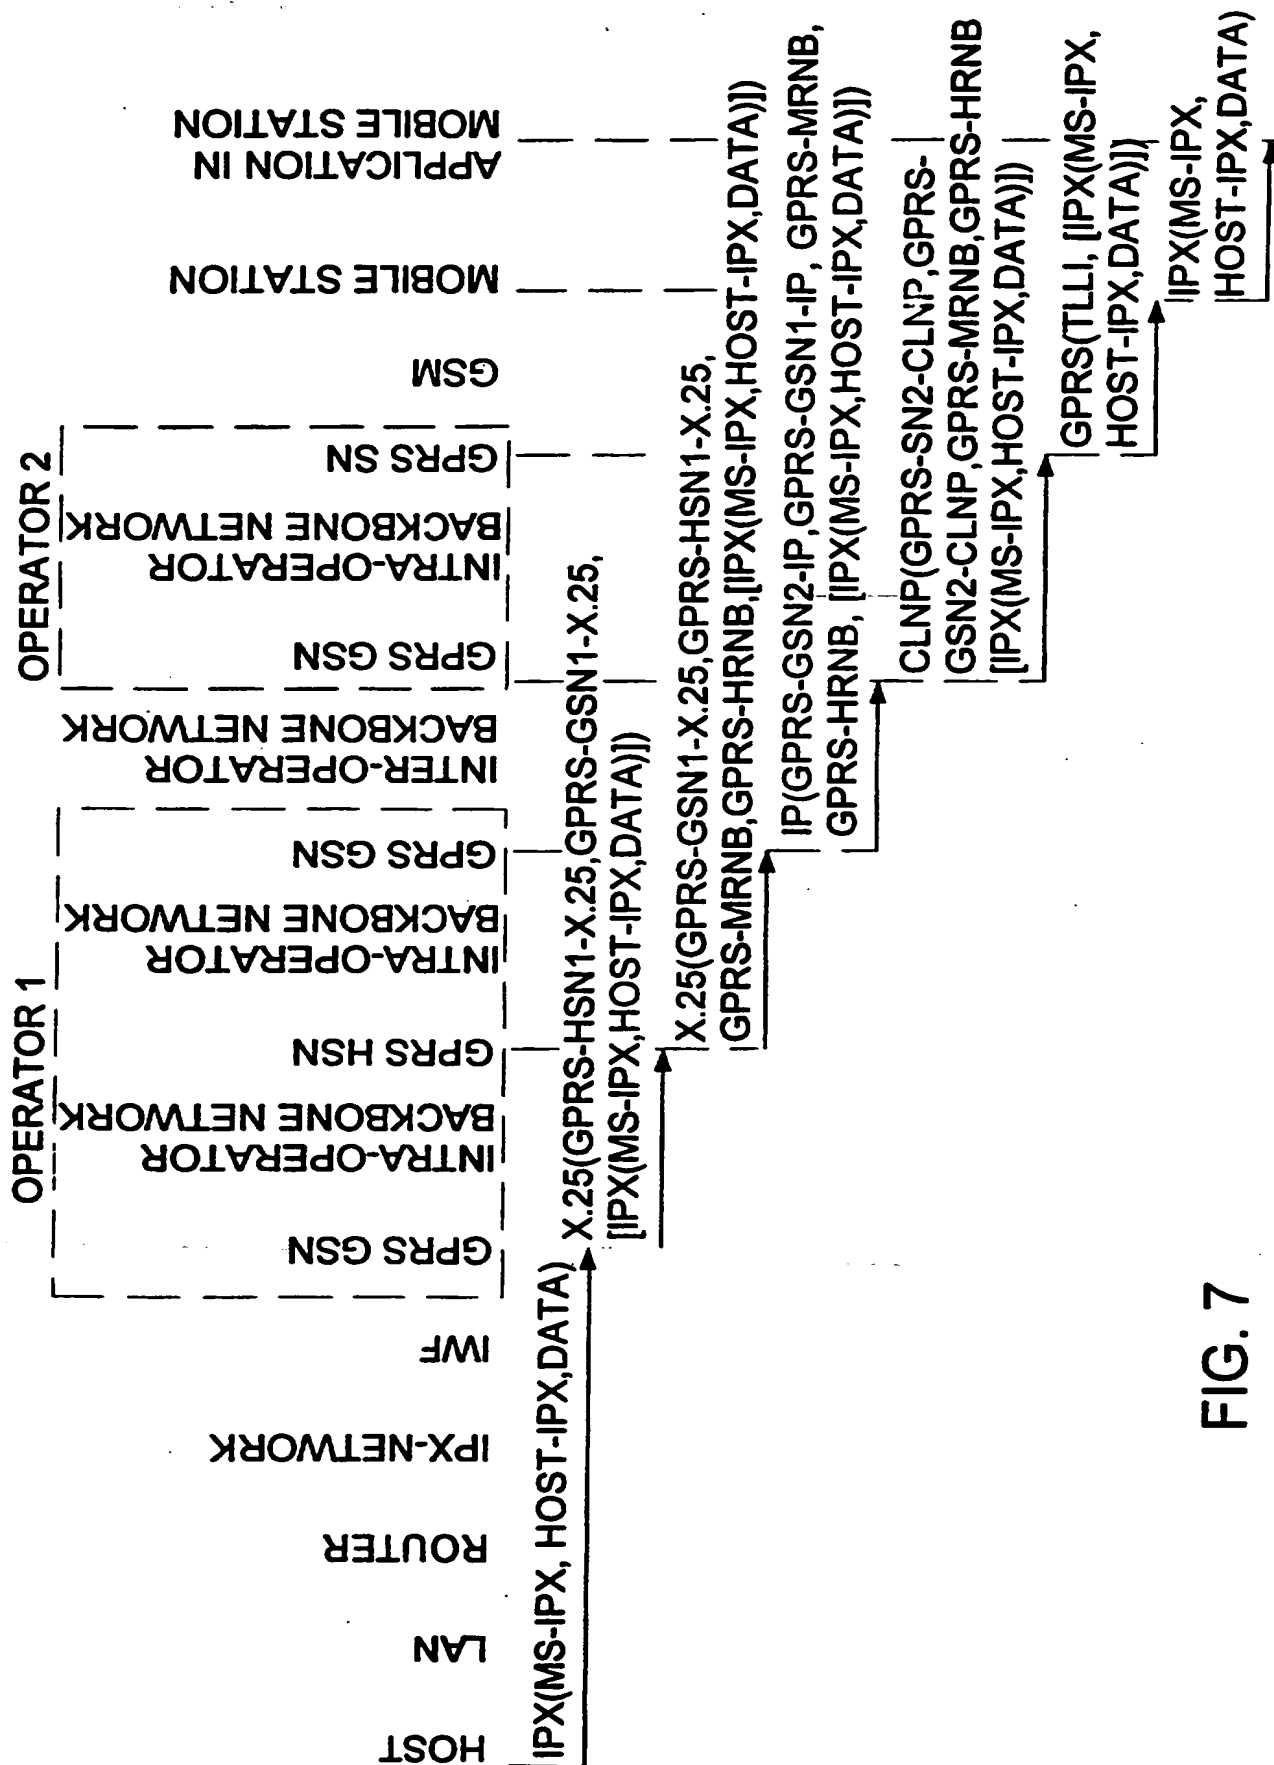 OPERATOR 1
OPERATOR 2
HOST
LAN
ROUTER
IPX-NETWORK
IWF
GPRS GSN
INTRA-OPERATOR
BACKBONE NETWORK
GPRS HSN
INTRA-OPERATOR
BACKBONE NETWORK
GPRS GSN
INTER-OPERATOR
BACKBONE NETWORK
GPRS GSN
INTRA-OPERATOR
BACKBONE NETWORK
GPRS SN
GSM
MOBILE STATION
APPLICATION IN
MOBILE STATION
IPX(MS-IPX, HOST-IPX,DATA)
X.25(GPRS-HSN1-X.25,GPRS-GSN1-X.25,
[IPX(MS-IPX,HOST-IPX,DATA)])
X.25(GPRS-GSN1-X.25,GPRS-HSN1-X.25,
GPRS-MRNB,GPRS-HRNB,[IPX(MS-IPX,HOST-IPX,DATA)])
IP(GPRS-GSN2-IP,GPRS-GSN1-IP, GPRS-MRNB,
GPRS-HRNB, [IPX(MS-IPX,HOST-IPX,DATA)])
CLNP(GPRS-SN2-CLNP,GPRS-
GSN2-CLNP,GPRS-MRNB,GPRS-HRNB
[IPX(MS-IPX,HOST-IPX,DATA)])
GPRS(TLLI, [IPX(MS-IPX,
HOST-IPX,DATA)])
IPX(MS-IPX,
HOST-IPX,DATA)
FIG. 7